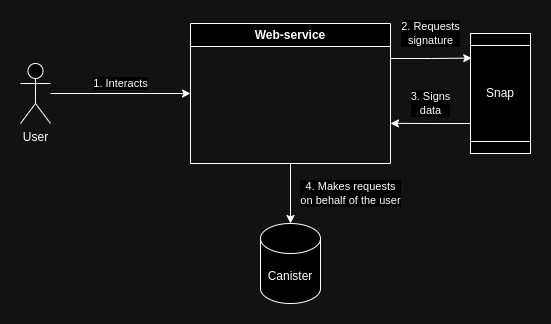 Web-service
2. Requests
signature
1. Interacts
User
Snap
3. Signs
data
4. Makes requests
on behalf of the user
Canister